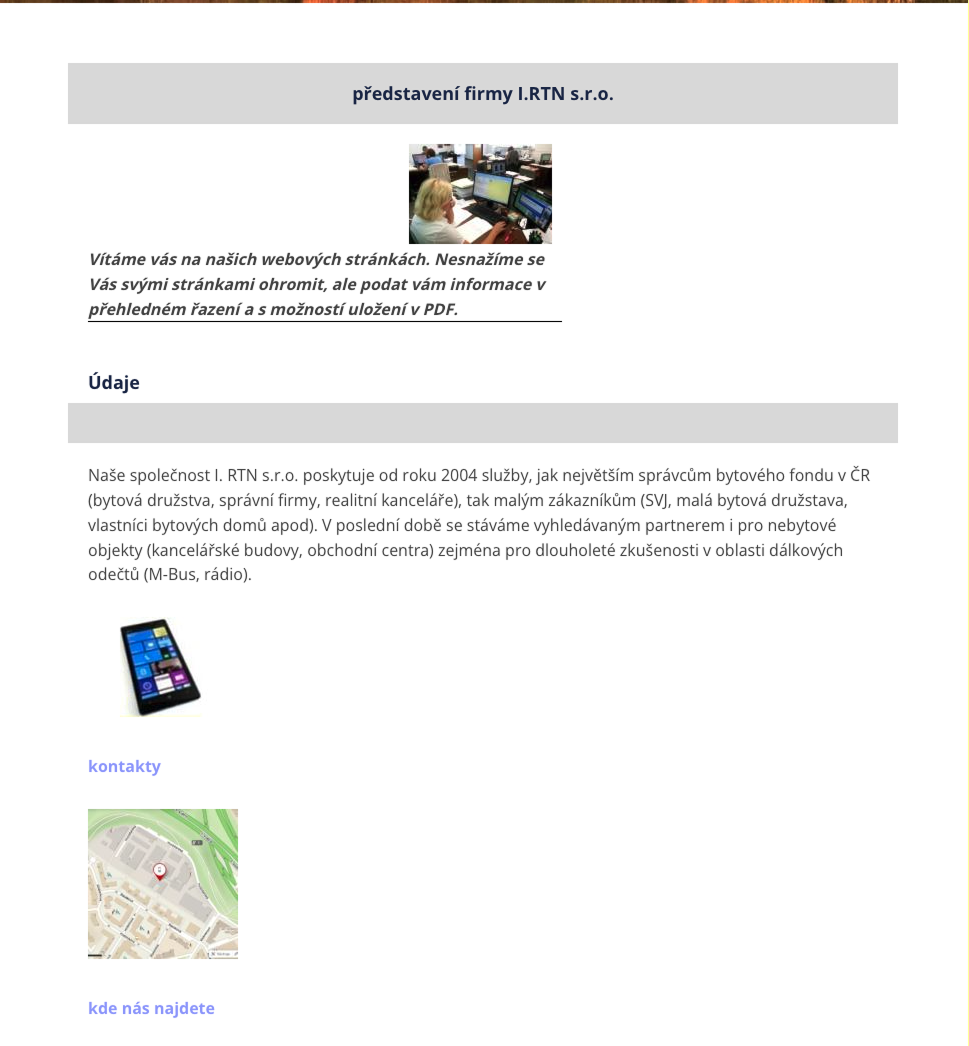 představení firmy I.RTN s.r.o.
Vítáme vás na našich webových stránkách. Nesnažíme se
Vás svými stránkami ohromit, ale podat vám informace v
přehledném řazení a s možností uložení v PDF.
Údaje
Naše společnost I. RTN s.r.o. poskytuje od roku 2004 služby, jak největším správcům bytového fondu v ČR
(bytová družstva, správní firmy, realitní kanceláře), tak malým zákazníkům (SVJ, malá bytová družstava,
vlastníci bytových domů apod). V poslední době se stáváme vyhledávaným partnerem i pro nebytové
objekty (kancelářské budovy, obchodní centra) zejména pro dlouholeté zkušenosti v oblasti dálkových
odečtů (M-Bus, rádio).
kontakty
kde nás najdete